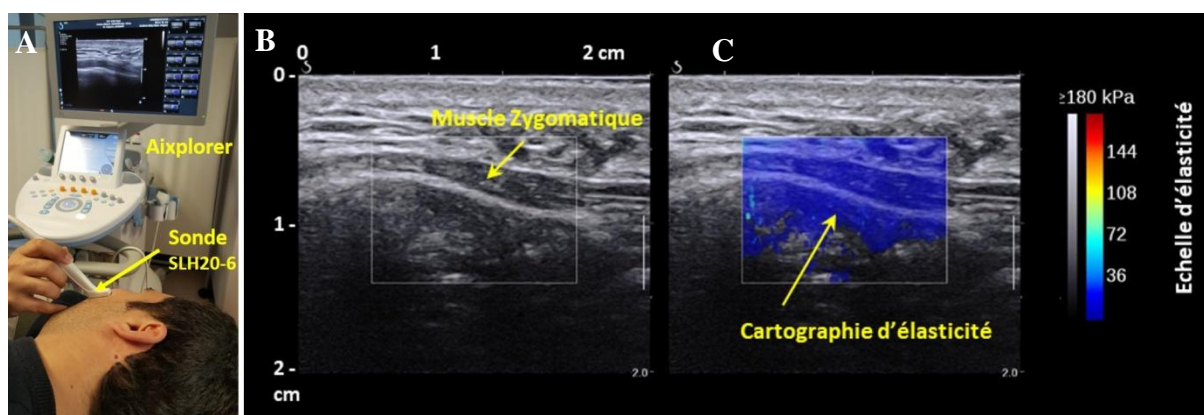 A
Aixplorer
Sonde
SLH20-6
B
0
1
2 cm
0
1
2
cm
Muscle Zygomatique
2.0
C
Cartographie d'élasticité
2.0
≥180 kPa
144
108
72
36
Echelle d'élasticité